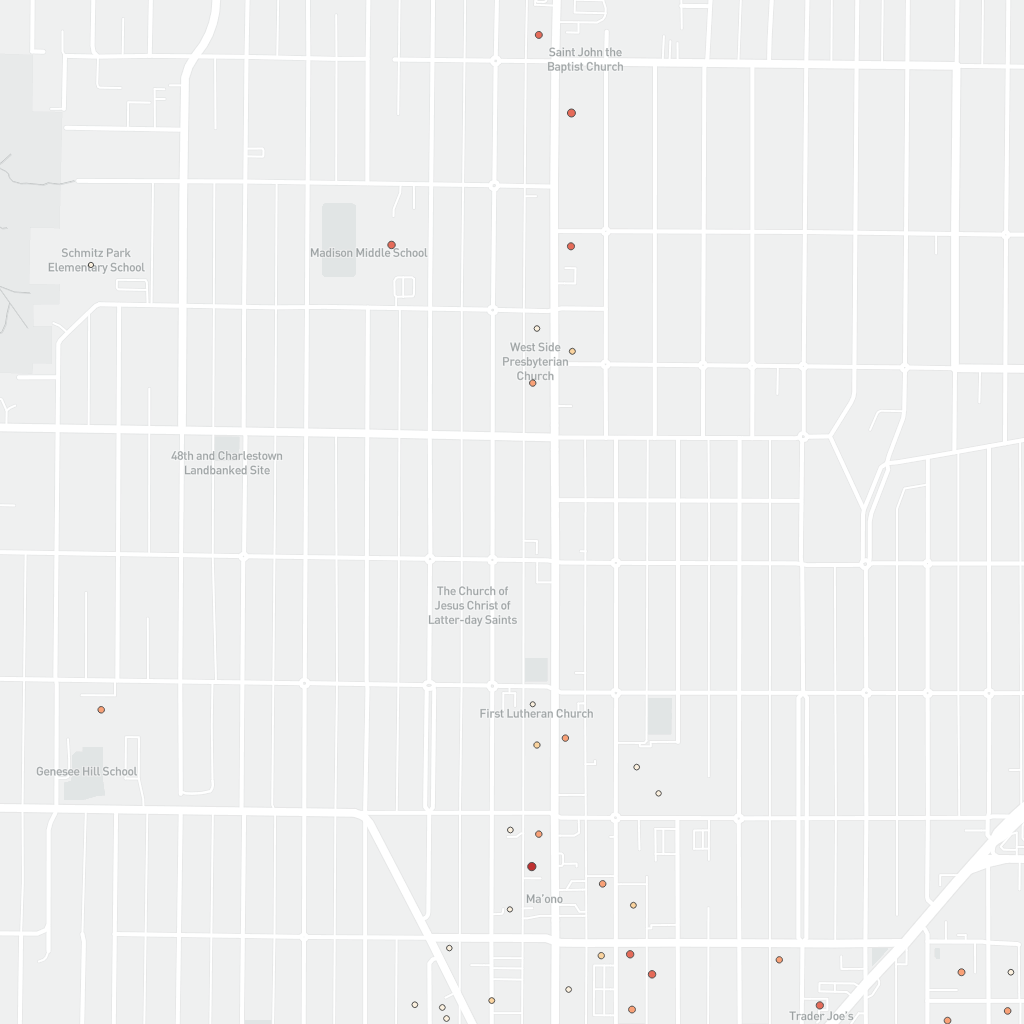 Saint John the
Baptist Church
Madison Middle School
Schmitz Park
Elementary School
West Side
Presbyterian
Church
48th and Charlestown
Landbanked Site
The Church of
Jesus Christ of
Latter-day Saints
First Lutheran Church
Genesee Hill School
Ma'ono
Trader Joe's